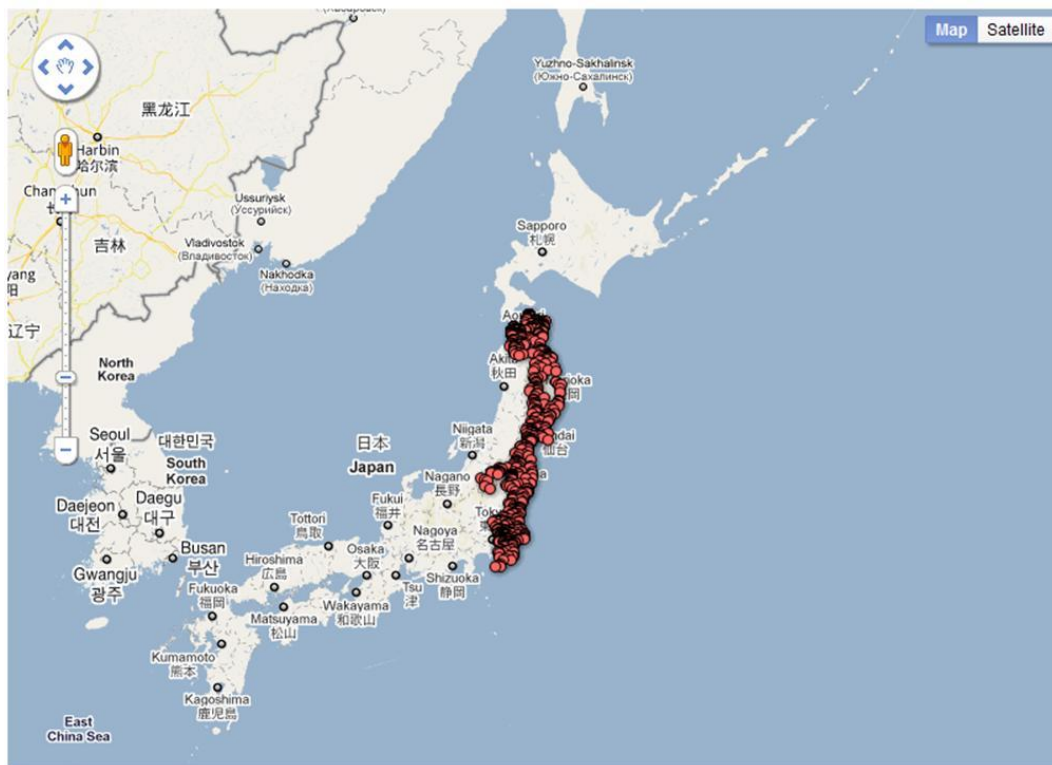 Map
Satellite
Yuzhno-Sakhalinsk
(Южно-Сахалинск)
黑龙江
Harbin
哈尔滨
Ussuriysk
(Уссурийск)
吉林
Vladivostok
(Владивосток)
Nakhodka
(Находка)
Sapporo
札幌
辽宁
North
Korea
Akita
秋田
Seoul
서울
대한민국
South
Korea
Niigata
新潟
日本
Japan
Nagano
長野
Daejeon
대전
Daegu
대구
Fukui
福井
Tottori
鳥取
Nagoya
名古屋
Busan
부산
Gwangju
광주
Hiroshima
広島
Osaka
大阪
Shizuoka
静岡
Tsu
津
Fukuoka
福岡
Matsuyama
松山
Wakayama
和歌山
Kumamoto
熊本
Kagoshima
鹿児島
East
China Sea